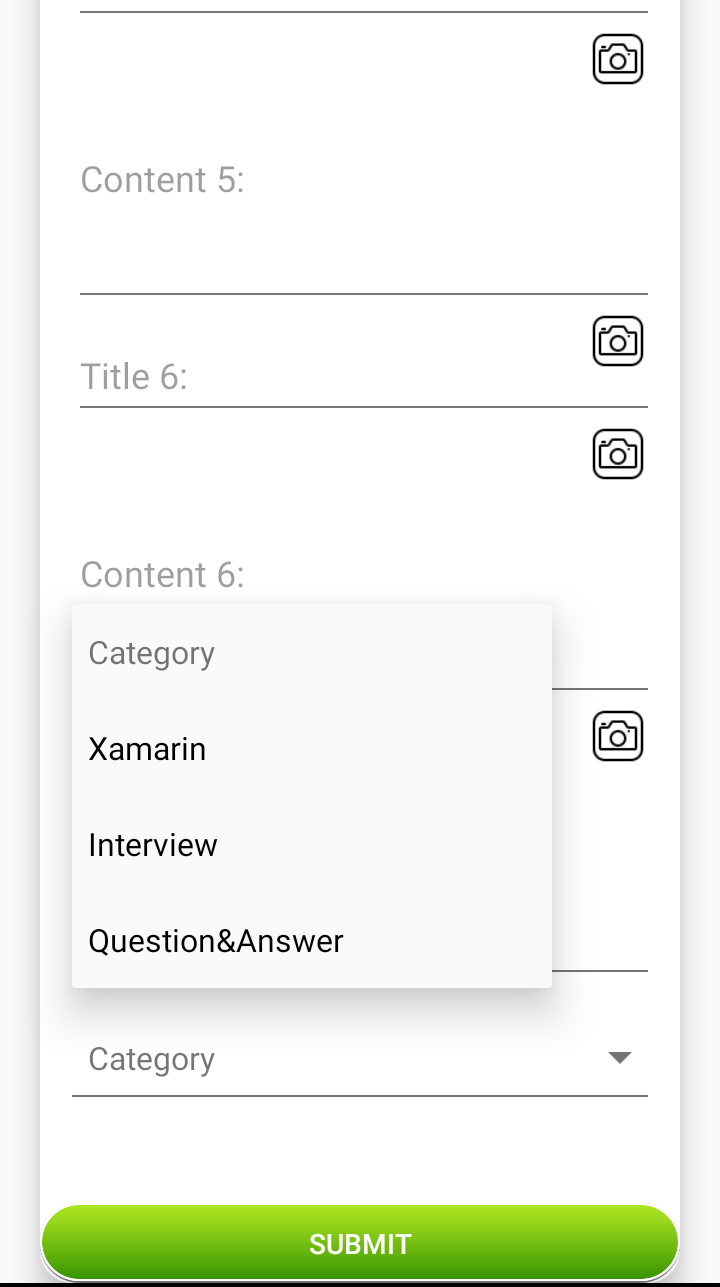 Content 5:
Title 6:
Content 6:
Category
Xamarin
Interview
Question&Answer
Category
SUBMIT